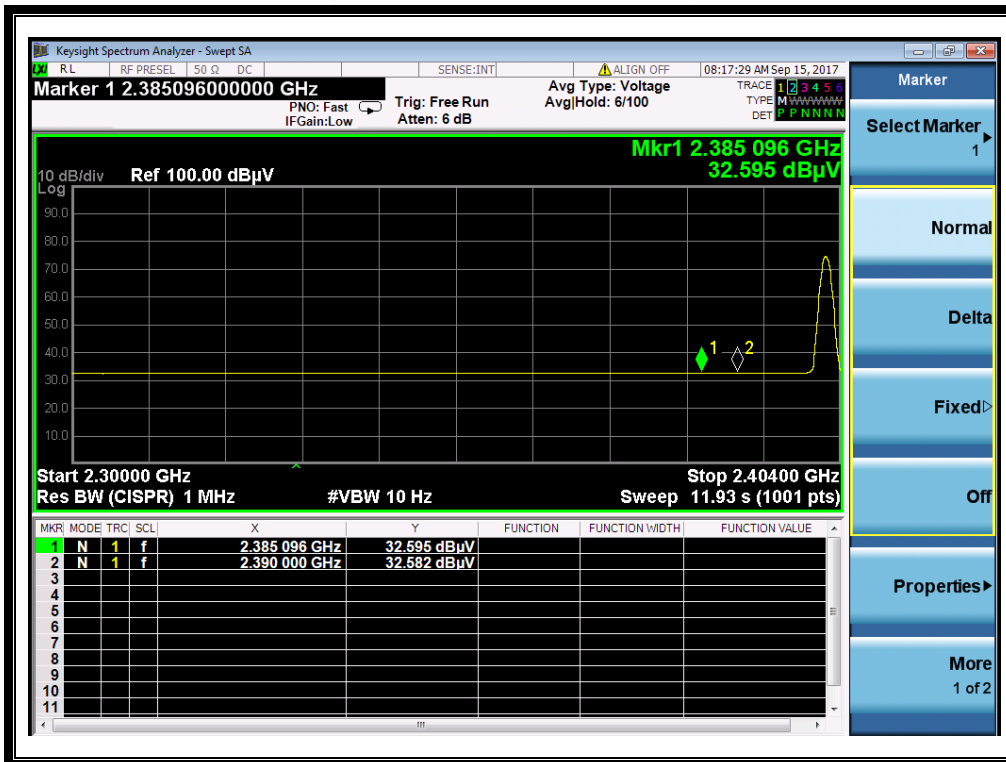 Keysight Spectrum Analyzer - Swept SA
LXI RL RF PRESEL 50 Ω DC SENSE:INT ALIGN OFF 08:17:29 AM Sep 15, 2017
Marker 1 2.385096000000 GHz
PNO: Fast
IFGain:Low
Trig: Free Run
Atten: 6 dB
Avg Type: Voltage
Avg|Hold: 6/100
TRACE 1 2 3 4 5 6
TYPE M WWWWW
DET P P N N N N
Mkr1 2.385 096 GHz
32.595 dBµV
10 dB/div Ref 100.00 dBµV
Log
90.0
80.0
70.0
60.0
50.0
40.0
30.0
20.0
10.0
1 2
Start 2.30000 GHz Stop 2.40400 GHz
Res BW (CISPR) 1 MHz #VBW 10 Hz Sweep 11.93 s (1001 pts)
MKR MODE TRC SCL X Y FUNCTION FUNCTION WIDTH FUNCTION VALUE
1 N 1 f 2.385 096 GHz 32.595 dBµV
2 N 1 f 2.390 000 GHz 32.582 dBµV
3
4
5
6
7
8
9
10
11
Marker
Select Marker
1
Normal
Delta
Fixed
Off
Properties
More
1 of 2